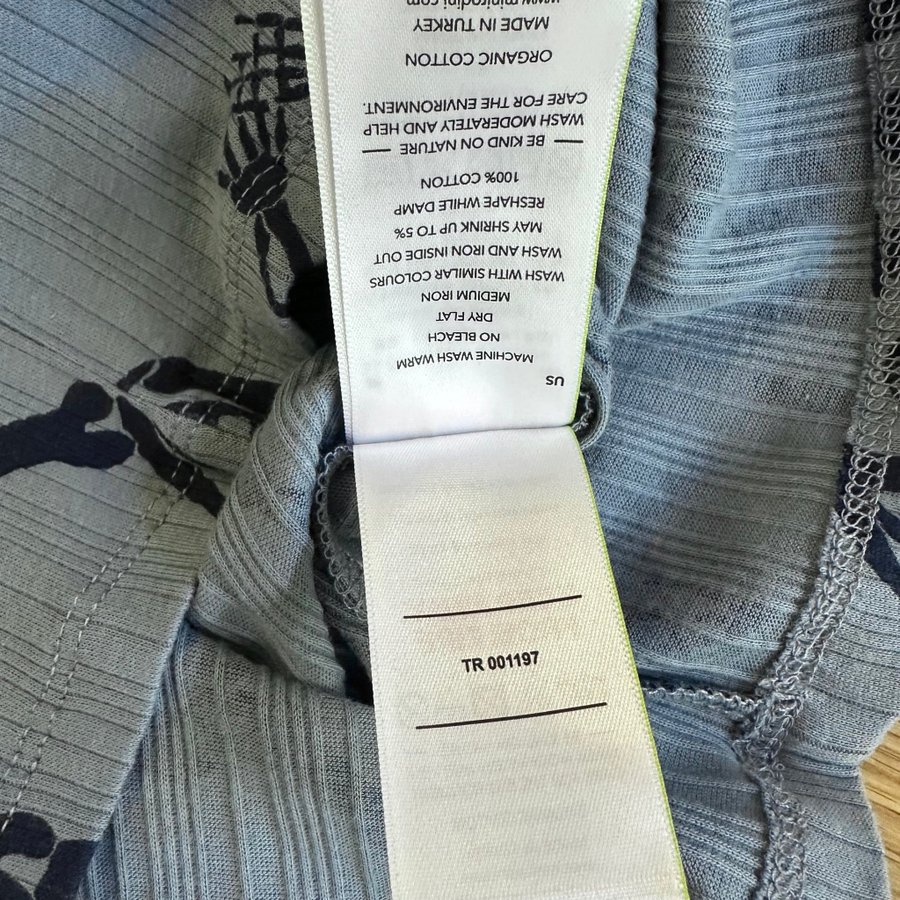 US
MACHINE WASH WARM
NO BLEACH
DRY FLAT
MEDIUM IRON
WASH WITH SIMILAR COLOURS
WASH AND IRON INSIDE OUT
MAY SHRINK UP TO 5%
RESHAPE WHILE DAMP
100% COTTON
BE KIND ON NATURE
WASH MODERATELY AND HELP
CARE FOR THE ENVIRONMENT.
ORGANIC COTTON
MADE IN TURKEY
www.minirodini.com
TR 001197